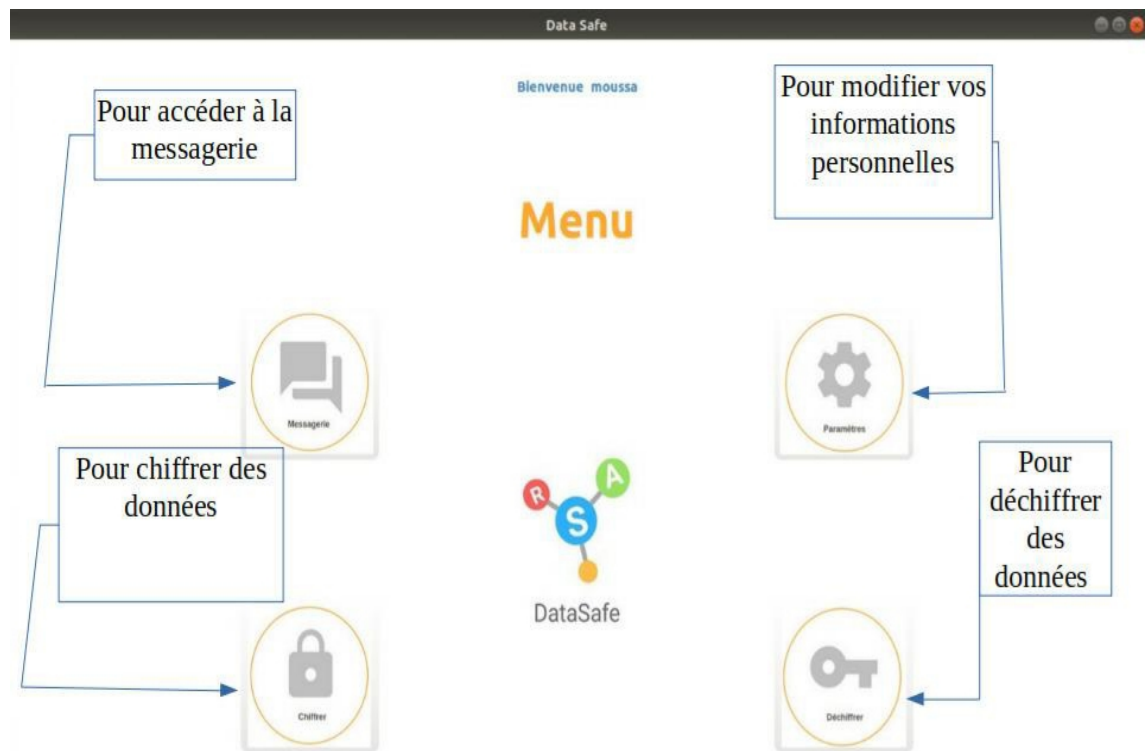 Data Safe
Bienvenue moussa
Pour accéder à la
messagerie
Pour modifier vos
informations
personnelles
Menu
Messagerie
Paramètres
Pour chiffrer des
données
Pour
déchiffrer
des
données
R
S
A
DataSafe
Chiffrer
Déchiffrer